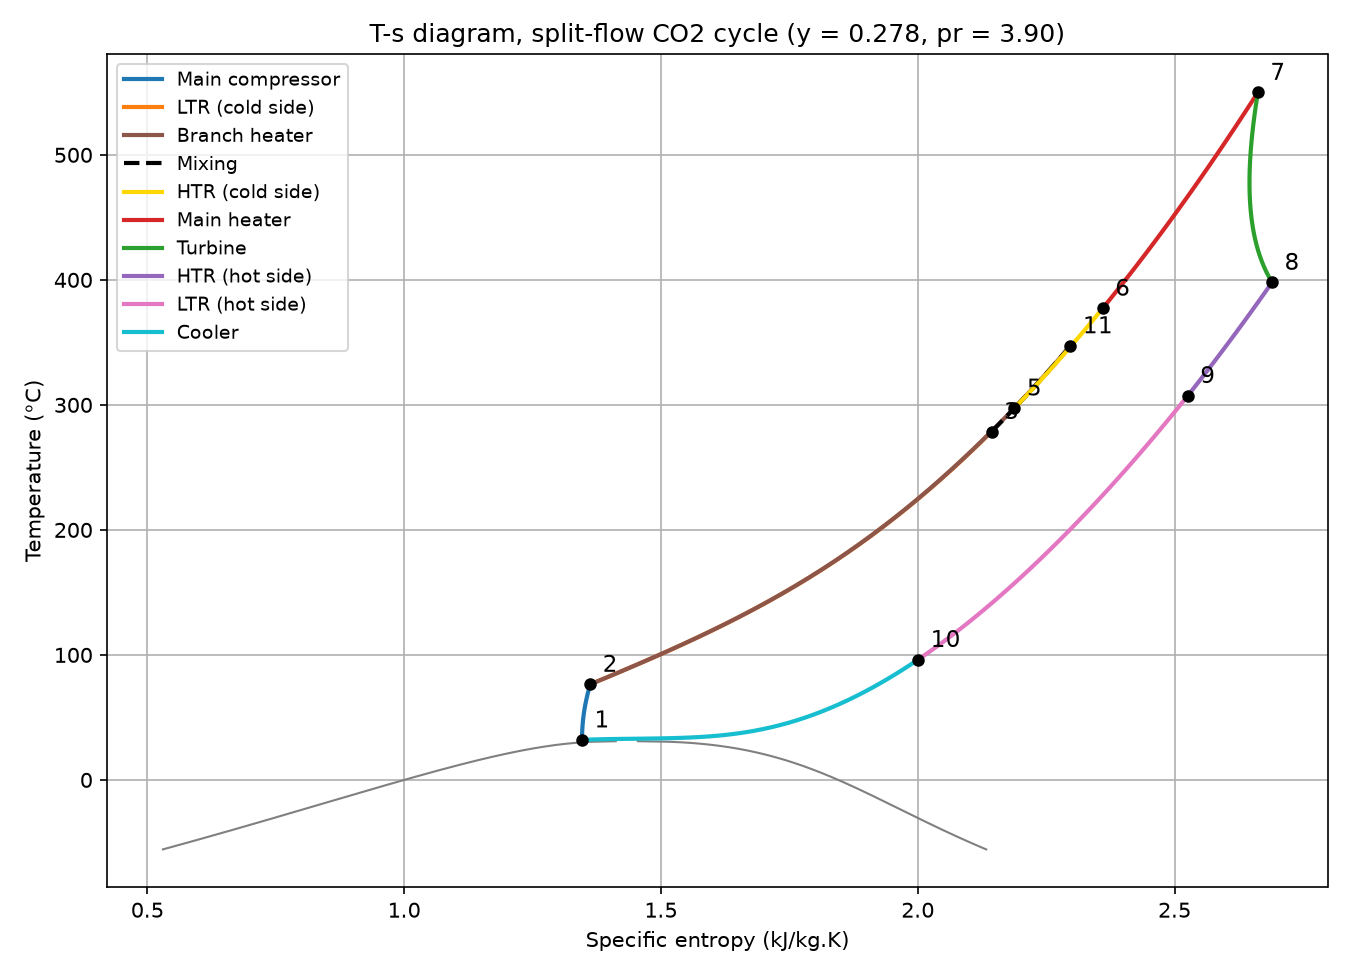 T-s diagram, split-flow CO2 cycle (y = 0.278, pr = 3.90)
Main compressor
LTR (cold side)
Branch heater
Mixing
HTR (cold side)
Main heater
Turbine
HTR (hot side)
LTR (hot side)
Cooler
7
8
6
11
9
5
3
10
2
1
500
400
300
200
100
0
Temperature (°C)
0.5 1.0 1.5 2.0 2.5
Specific entropy (kJ/kg.K)